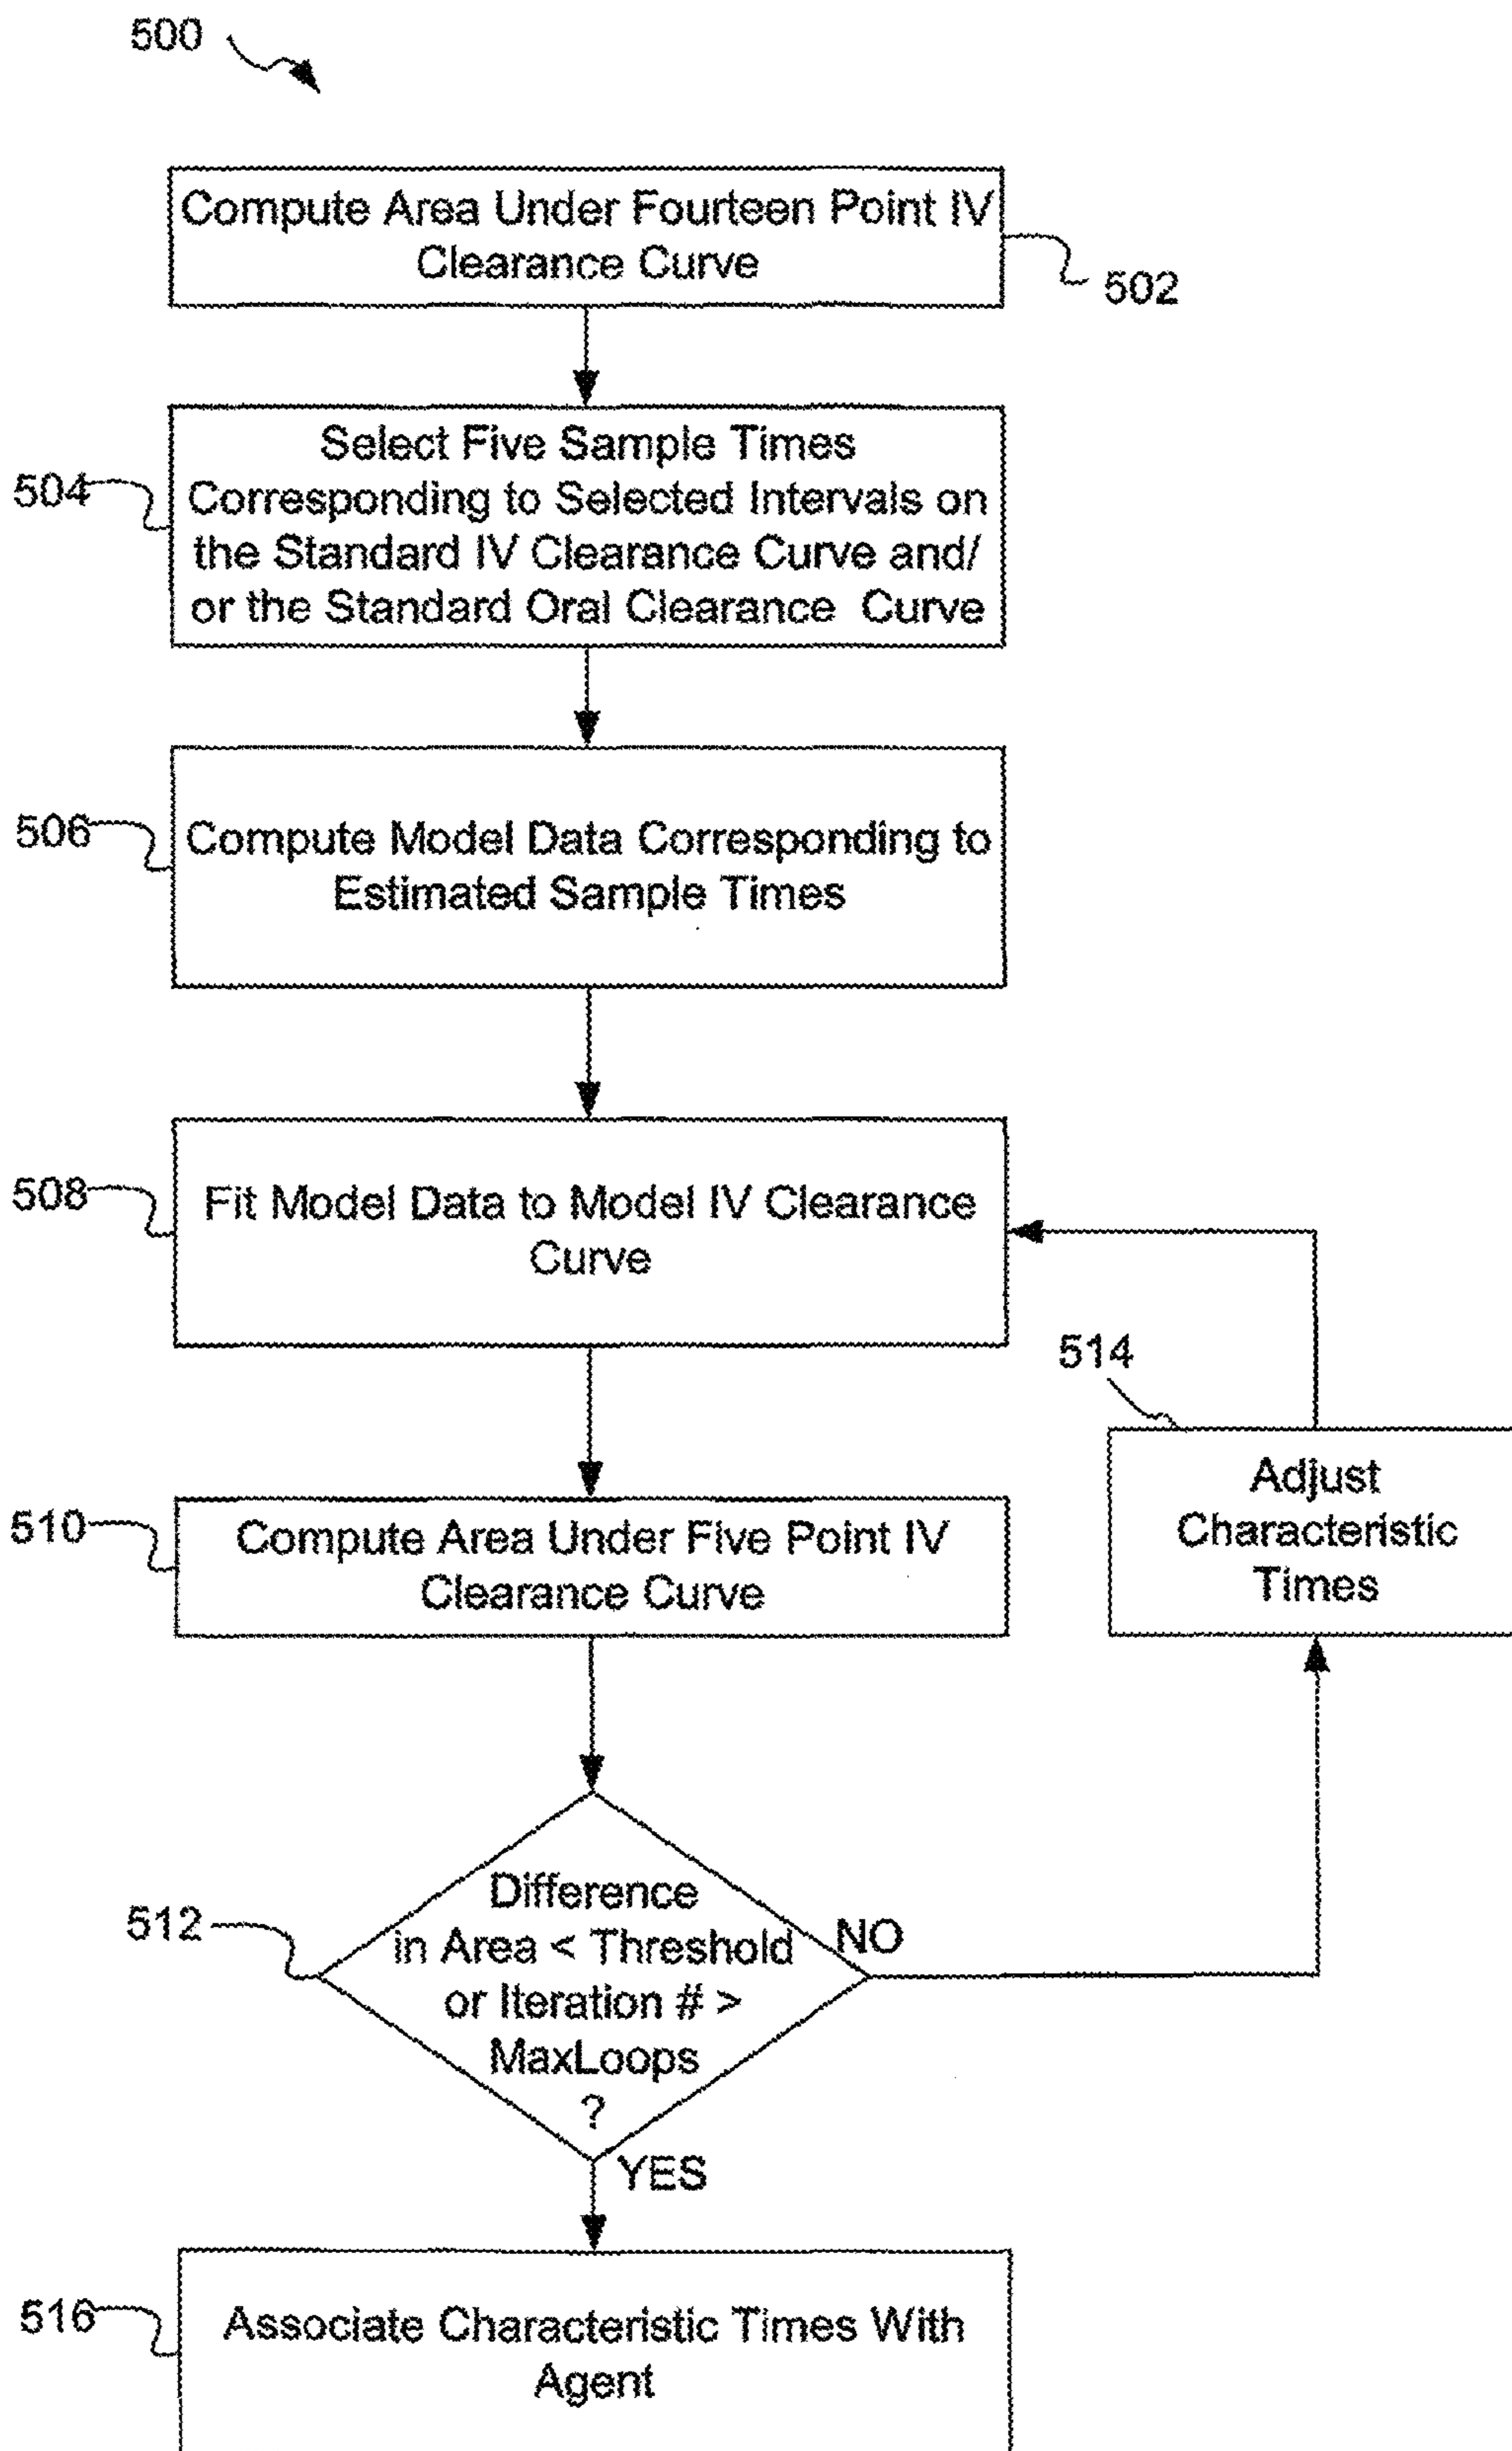 500
Compute Area Under Fourteen Point IV
Clearance Curve
502
504
Select Five Sample Times
Corresponding to Selected Intervals on
the Standard IV Clearance Curve and/
or the Standard Oral Clearance Curve
506
Compute Model Data Corresponding to
Estimated Sample Times
508
Fit Model Data to Model IV Clearance
Curve
514
Adjust
Characteristic
Times
510
Compute Area Under Five Point IV
Clearance Curve
512
Difference
in Area < Threshold
or Iteration # >
MaxLoops
?
NO
YES
516
Associate Characteristic Times With
Agent